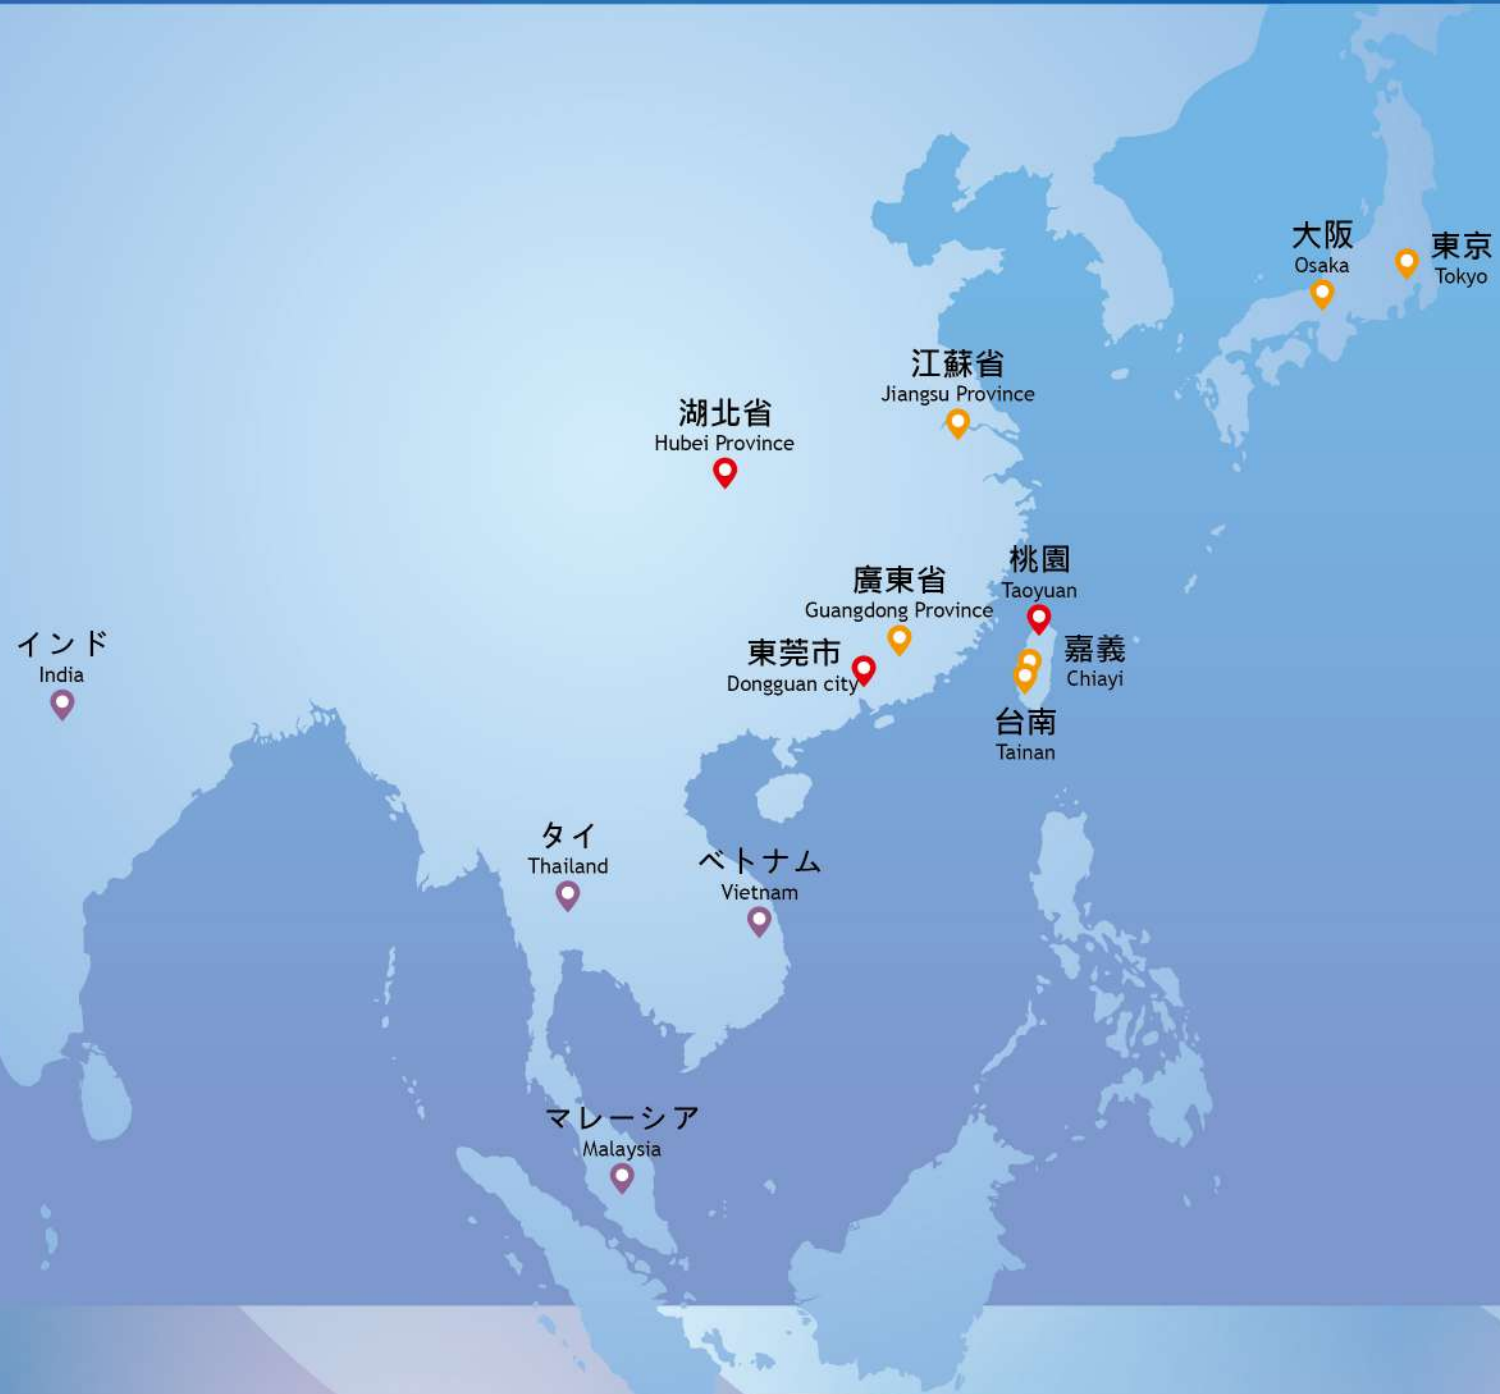 大阪
Osaka
東京
Tokyo
江蘇省
Jiangsu Province
湖北省
Hubei Province
桃園
Taoyuan
廣東省
Guangdong Province
東莞市
Dongguan city
嘉義
Chiayi
台南
Tainan
インド
India
タイ
Thailand
ベトナム
Vietnam
マレーシア
Malaysia